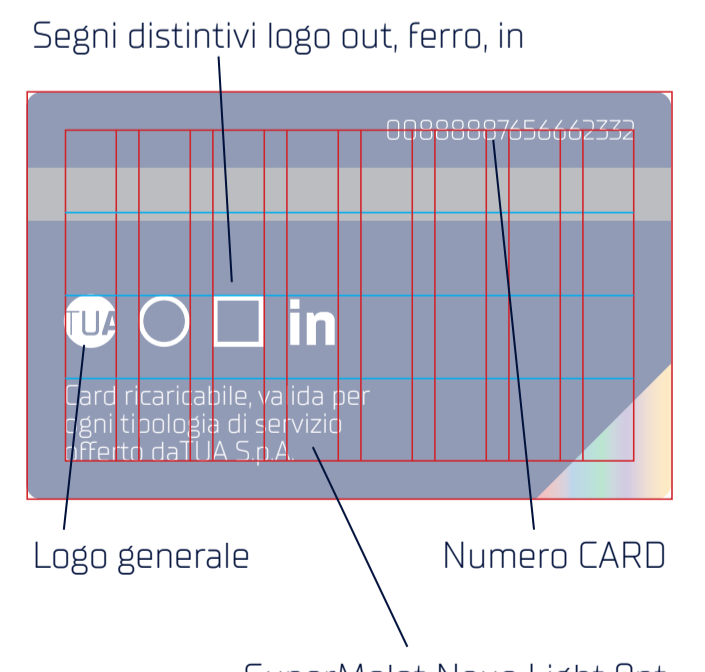 Segni distintivi logo out, ferro, in
00888887656662332
TUA
in
Card ricaricabile, valida per
ogni tipologia di servizio
offerto daTUA S.p.A.
Logo generale
Numero CARD